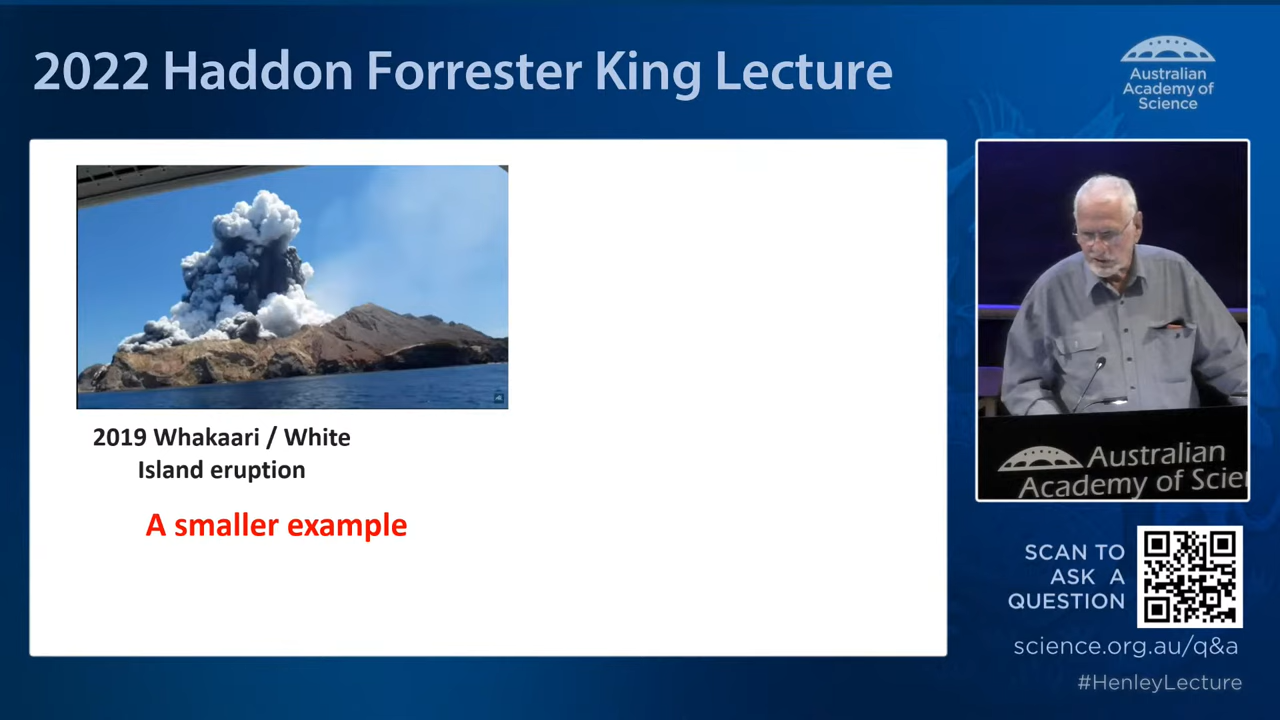 2022 Haddon Forrester King Lecture
Australian
Academy of
Science
2019 Whakaari / White
Island eruption
A smaller example
Australian
Academy of Scie
SCAN TO
ASK A
QUESTION
science.org.au/q&a
#HenleyLecture